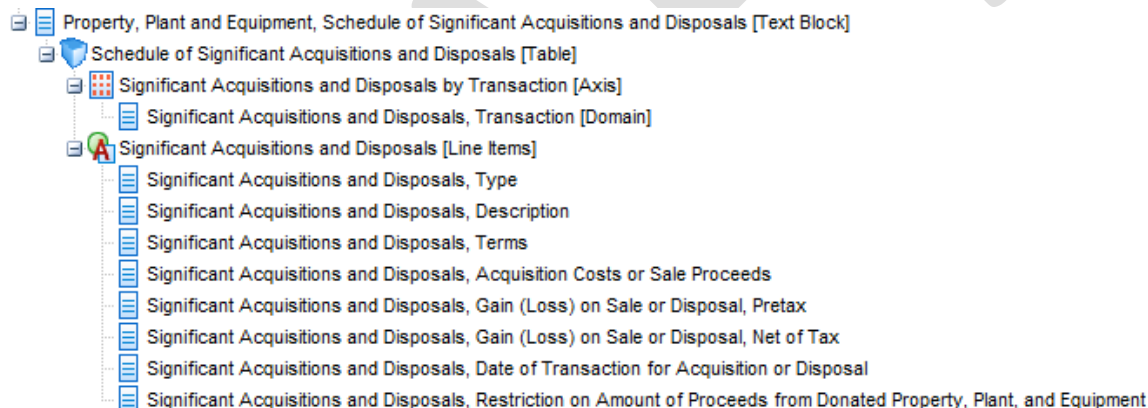 Property, Plant and Equipment, Schedule of Significant Acquisitions and Disposals [Text Block]
Schedule of Significant Acquisitions and Disposals [Table]
Significant Acquisitions and Disposals by Transaction [Axis]
Significant Acquisitions and Disposals, Transaction [Domain]
Significant Acquisitions and Disposals [Line Items]
Significant Acquisitions and Disposals, Type
Significant Acquisitions and Disposals, Description
Significant Acquisitions and Disposals, Terms
Significant Acquisitions and Disposals, Acquisition Costs or Sale Proceeds
Significant Acquisitions and Disposals, Gain (Loss) on Sale or Disposal, Pretax
Significant Acquisitions and Disposals, Gain (Loss) on Sale or Disposal, Net of Tax
Significant Acquisitions and Disposals, Date of Transaction for Acquisition or Disposal
Significant Acquisitions and Disposals, Restriction on Amount of Proceeds from Donated Property, Plant, and Equipment